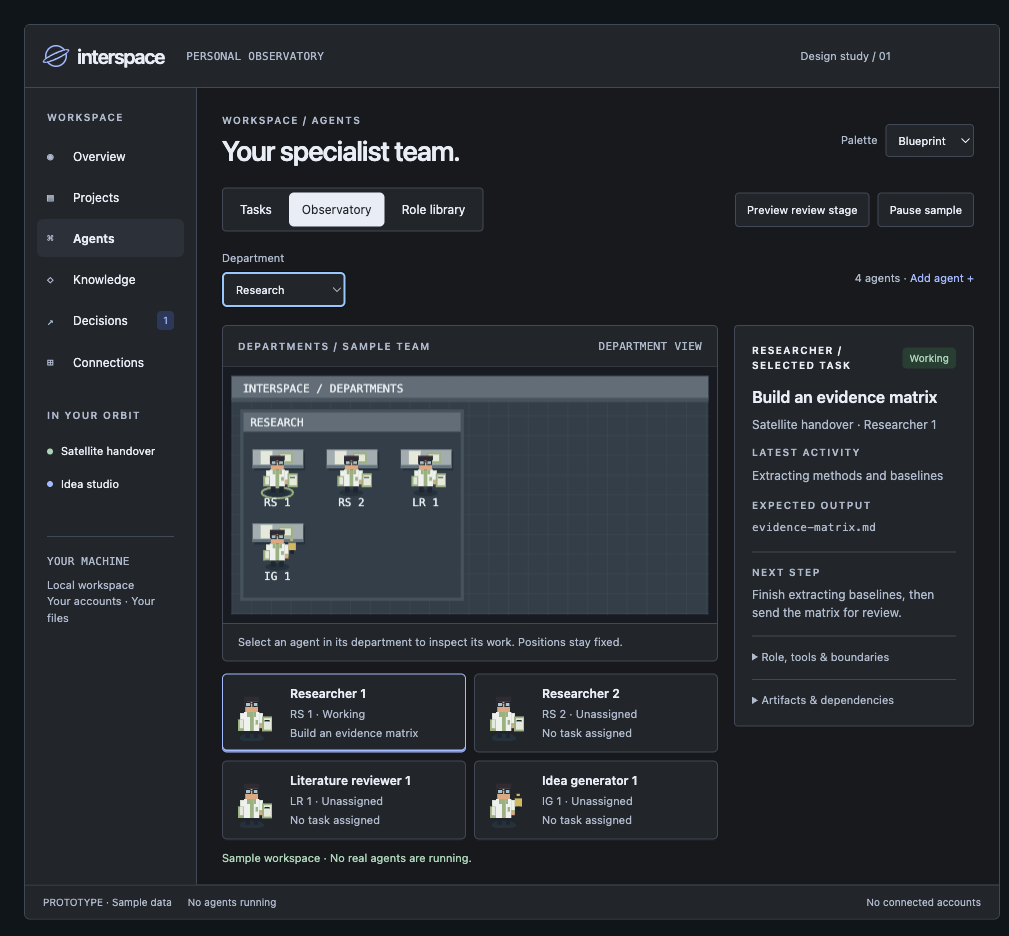 interspace
PERSONAL OBSERVATORY
Design study / 01
WORKSPACE
Overview
Projects
Agents
Knowledge
Decisions 1
Connections
IN YOUR ORBIT
Satellite handover
Idea studio
YOUR MACHINE
Local workspace
Your accounts · Your
files
WORKSPACE / AGENTS
Your specialist team.
Palette
Blueprint
Tasks
Observatory
Role library
Preview review stage
Pause sample
Department
Research
4 agents · Add agent +
DEPARTMENTS / SAMPLE TEAM
DEPARTMENT VIEW
INTERSPACE / DEPARTMENTS
RESEARCH
RS 1
RS 2
LR 1
IG 1
Select an agent in its department to inspect its work. Positions stay fixed.
Researcher 1
RS 1 · Working
Build an evidence matrix
Researcher 2
RS 2 · Unassigned
No task assigned
Literature reviewer 1
LR 1 · Unassigned
No task assigned
Idea generator 1
IG 1 · Unassigned
No task assigned
Sample workspace · No real agents are running.
RESEARCHER /
SELECTED TASK
Working
Build an evidence matrix
Satellite handover · Researcher 1
LATEST ACTIVITY
Extracting methods and baselines
EXPECTED OUTPUT
evidence-matrix.md
NEXT STEP
Finish extracting baselines, then
send the matrix for review.
Role, tools & boundaries
Artifacts & dependencies
PROTOTYPE · Sample data
No agents running
No connected accounts